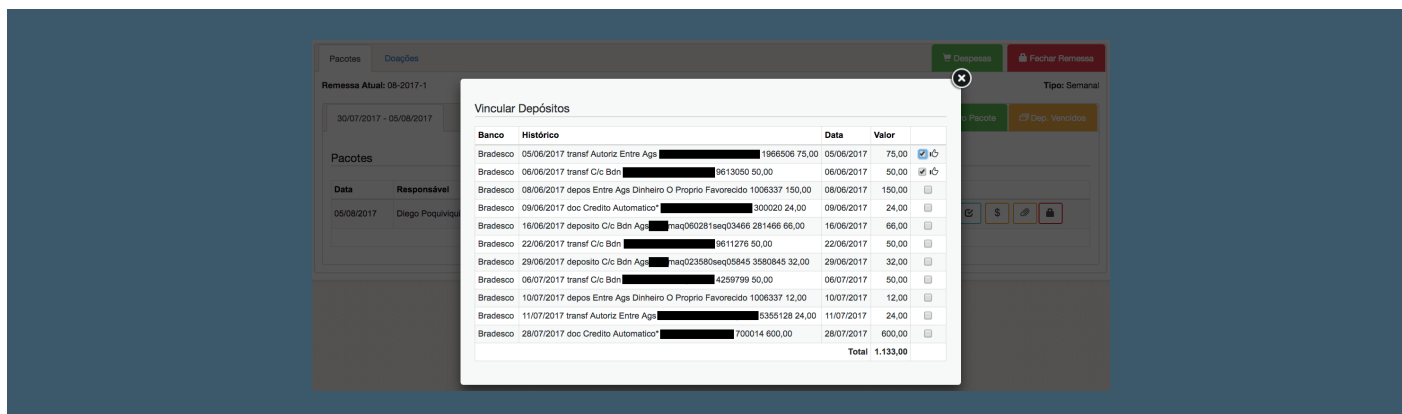 Pacotes Doações Despesas Fechar Remessa
Remessa Atual: 08-2017-1 Tipo: Semanal
30/07/2017 - 05/08/2017 Pacote Dep. Vencidos
Pacotes
Data Responsável
05/08/2017 Diego Poquiviqui $
Vincular Depósitos
Banco Histórico Data Valor
Bradesco 05/06/2017 transf Autoriz Entre Ags 1966506 75,00 05/06/2017 75,00
Bradesco 06/06/2017 transf C/c Bdn 9613050 50,00 06/06/2017 50,00
Bradesco 08/06/2017 depos Entre Ags Dinheiro O Proprio Favorecido 1006337 150,00 08/06/2017 150,00
Bradesco 09/06/2017 doc Credito Automatico* 300020 24,00 09/06/2017 24,00
Bradesco 16/06/2017 deposito C/c Bdn Ags maq060281seq03466 281466 66,00 16/06/2017 66,00
Bradesco 22/06/2017 transf C/c Bdn 9611276 50,00 22/06/2017 50,00
Bradesco 29/06/2017 deposito C/c Bdn Ags maq023580seq05845 3580845 32,00 29/06/2017 32,00
Bradesco 06/07/2017 transf C/c Bdn 4259799 50,00 06/07/2017 50,00
Bradesco 10/07/2017 depos Entre Ags Dinheiro O Proprio Favorecido 1006337 12,00 10/07/2017 12,00
Bradesco 11/07/2017 transf Autoriz Entre Ags 5355128 24,00 11/07/2017 24,00
Bradesco 28/07/2017 doc Credito Automatico* 700014 600,00 28/07/2017 600,00
Total 1.133,00